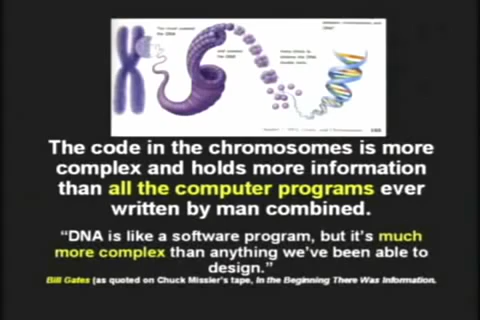 The code in the chromosomes is more
complex and holds more information
than all the computer programs ever
written by man combined.
“DNA is like a software program, but it’s much
more complex than anything we’ve been able to
design.”
Bill Gates (as quoted on Chuck Missler’s tape, In the Beginning There Was Information.